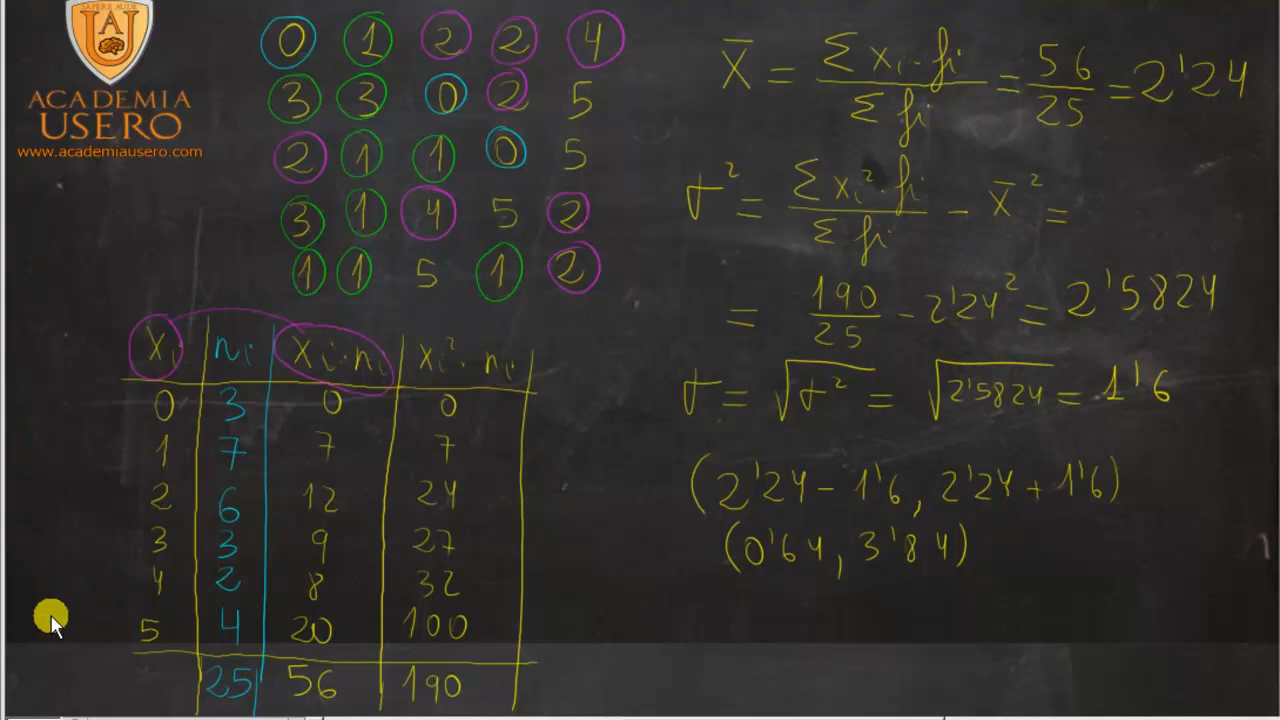 SAPERE AUDE
ACADEMIA
USERO
www.academiausero.com
0 1 2 2 4
3 3 0 2 5
2 1 1 0 5
3 1 4 5 2
1 1 5 1 2
xᵢ nᵢ xᵢ·nᵢ xᵢ²·nᵢ
0 3 0 0
1 7 7 7
2 6 12 24
3 3 9 27
4 2 8 32
5 4 20 100
25 56 190
X̄ = Σ xᵢ·fᵢ / Σ fᵢ = 56/25 = 2'24
σ² = Σ xᵢ²·fᵢ / Σ fᵢ - X̄² =
= 190/25 - 2'24² = 2'5824
σ = √σ² = √2'5824 = 1'6
(2'24 - 1'6, 2'24 + 1'6)
(0'64, 3'84)